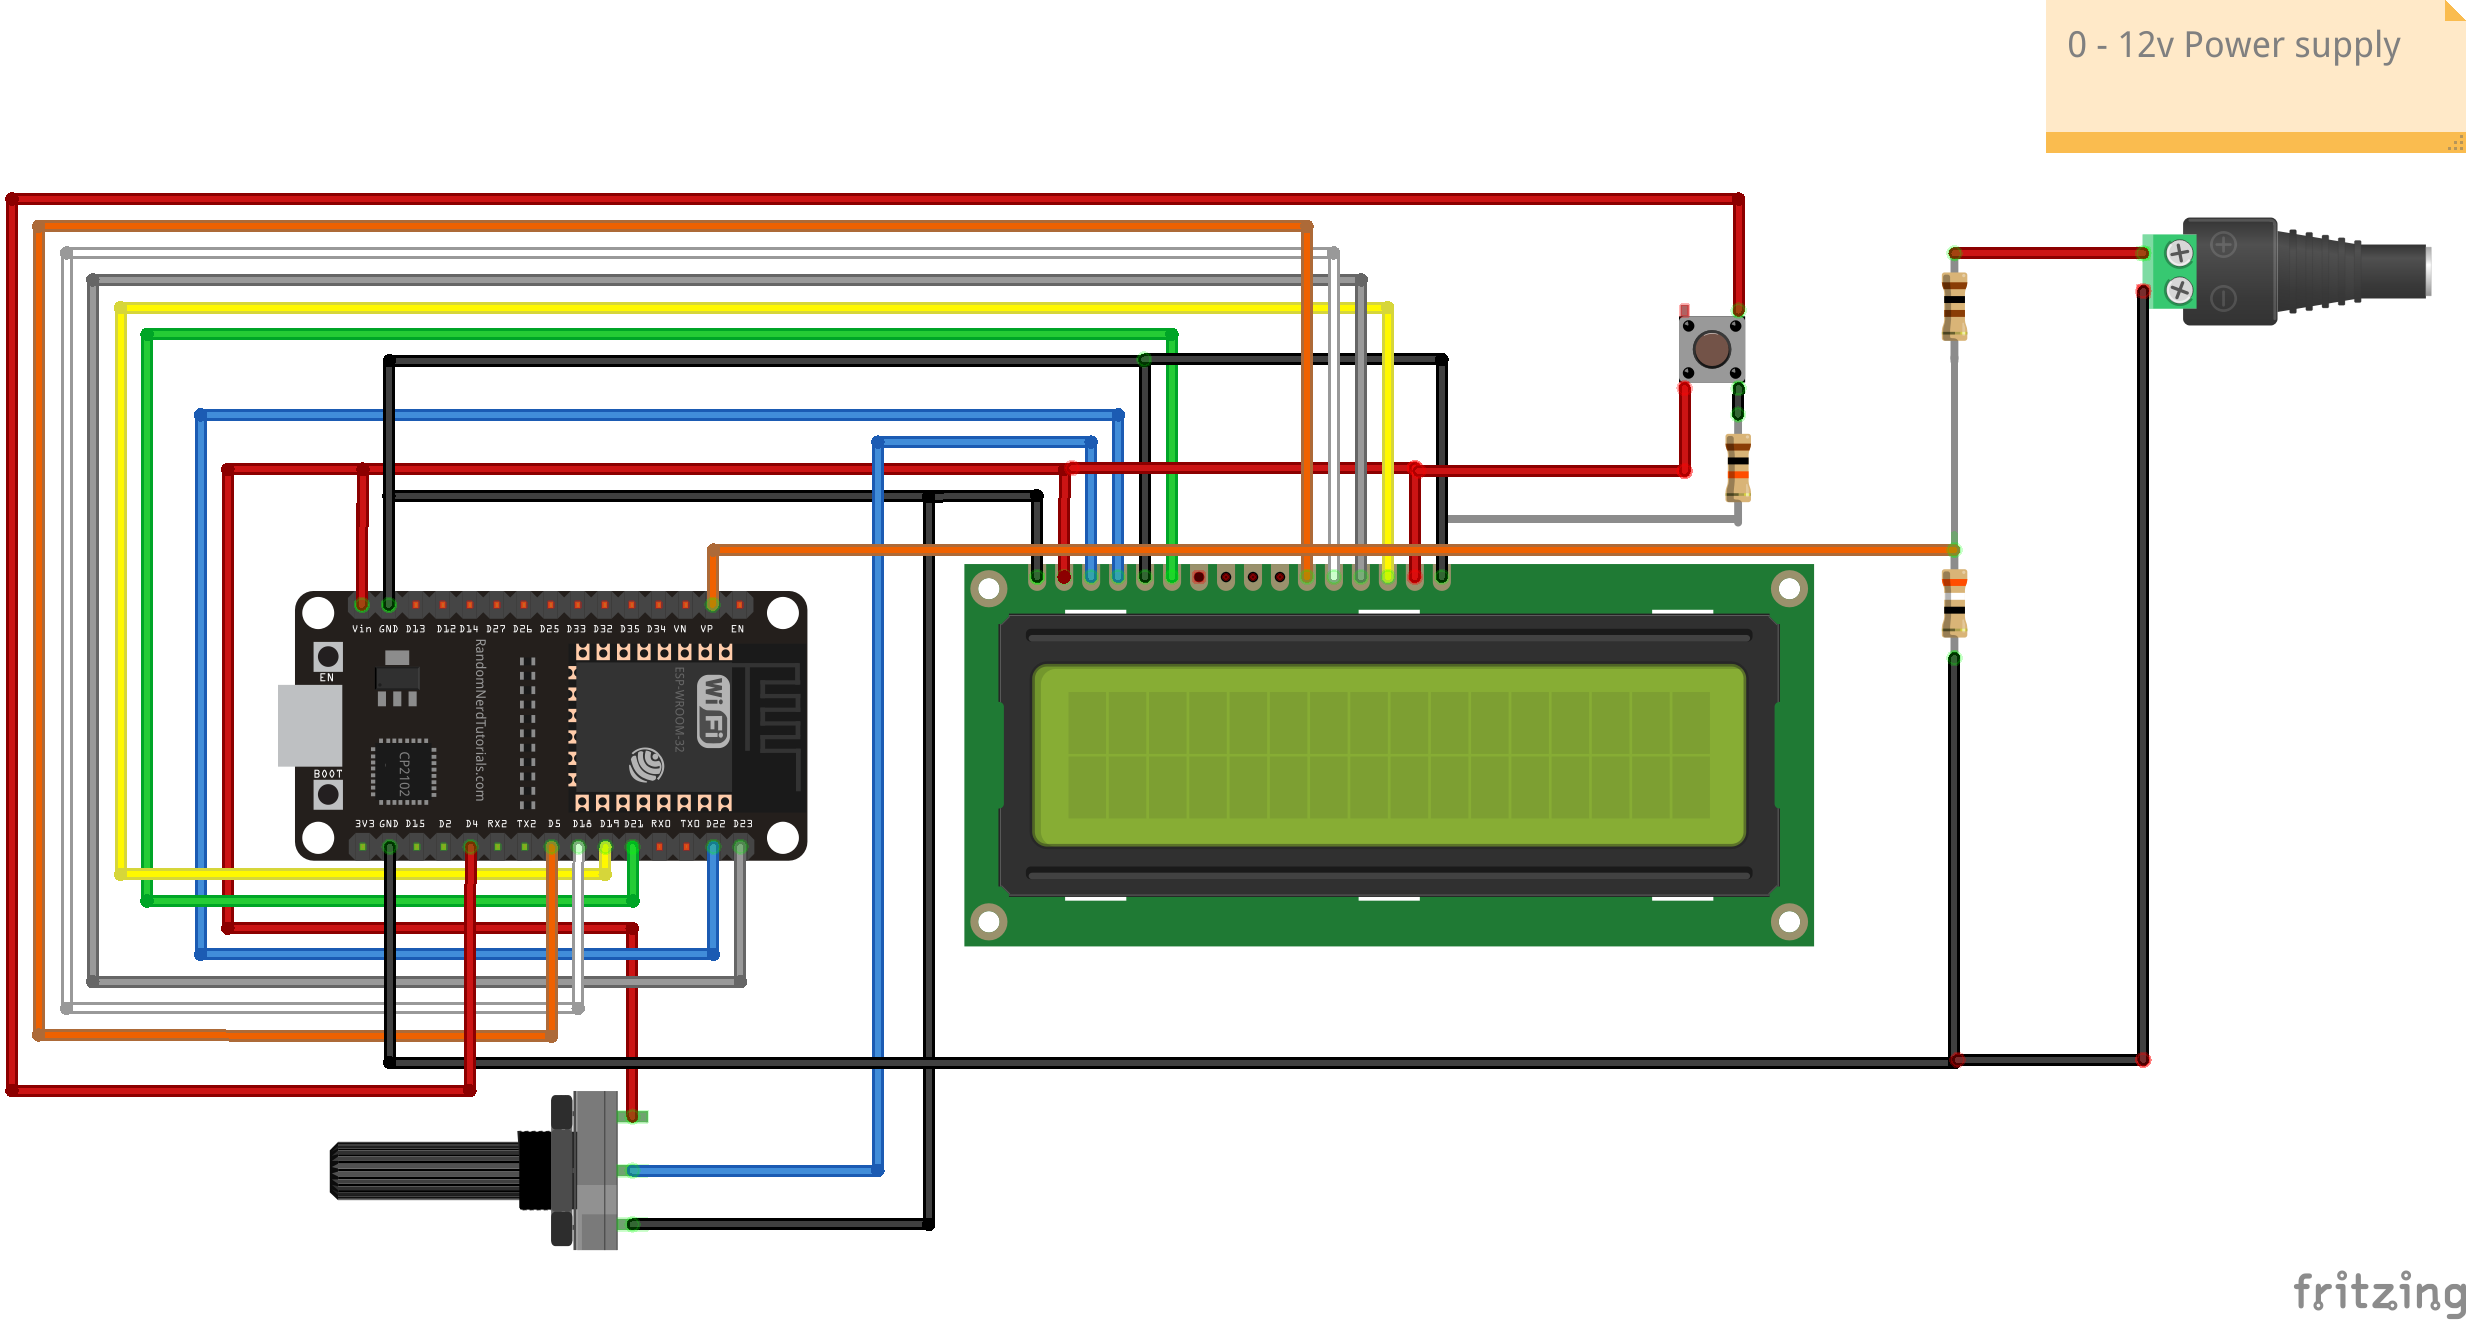 0 - 12v Power supply
Vin GND D13 D12 D14 D27 D26 D25 D33 D32 D35 D34 VN VP EN
EN
RandomNerdTutorials.com
ESP-WROOM-32
WiFi
BOOT
CP2102
3V3 GND D15 D2 D4 RX2 TX2 D5 D18 D19 D21 RX0 TX0 D22 D23
fritzing